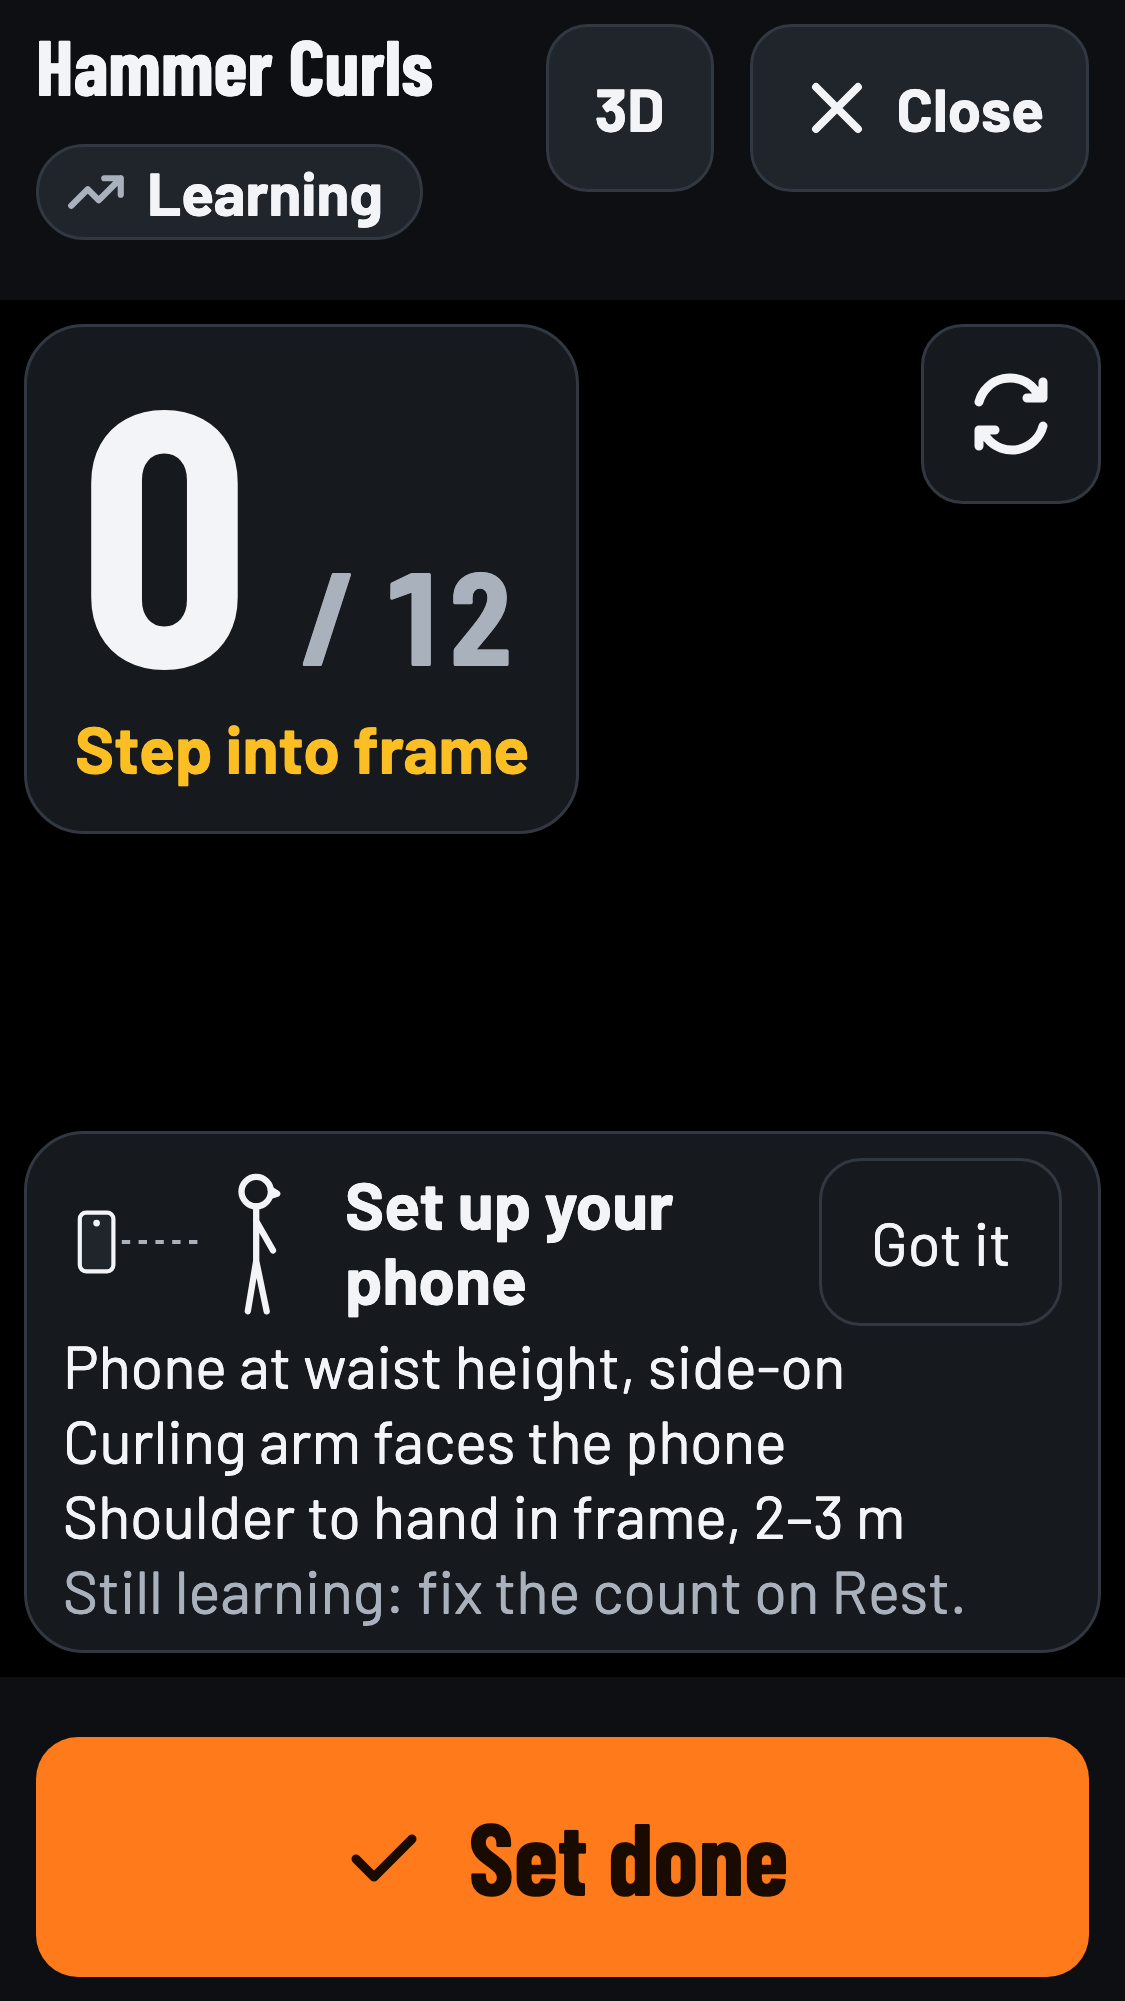 Hammer Curls
3D
Close
Learning
0 / 12
Step into frame
Set up your
phone
Got it
Phone at waist height, side-on
Curling arm faces the phone
Shoulder to hand in frame, 2–3 m
Still learning: fix the count on Rest.
Set done